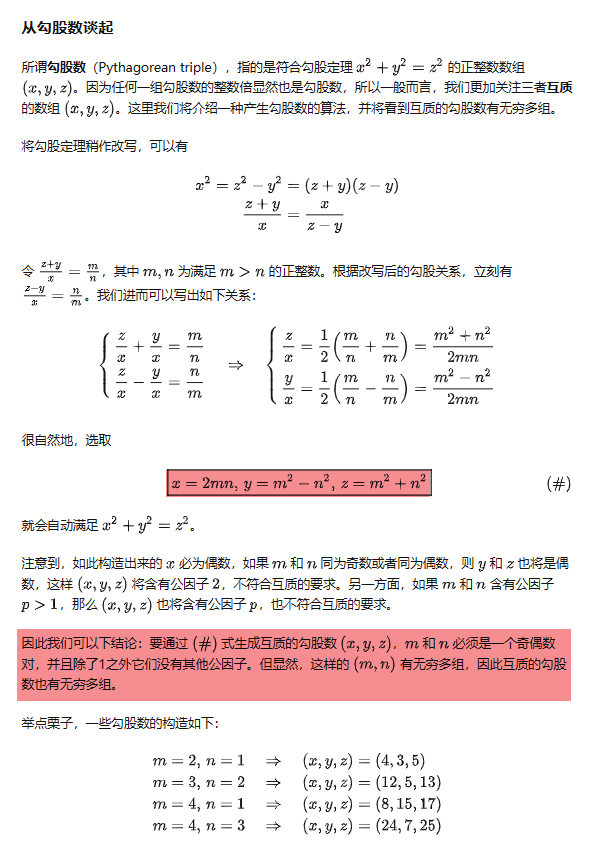 从勾股数谈起
所谓勾股数（Pythagorean triple），指的是符合勾股定理 x² + y² = z² 的正整数数组
(x, y, z)。因为任何一组勾股数的整数倍显然也是勾股数，所以一般而言，我们更加关注三者互质
的数组 (x, y, z)。这里我们将介绍一种产生勾股数的算法，并将看到互质的勾股数有无穷多组。
将勾股定理稍作改写，可以有
x² = z² − y² = (z + y)(z − y)
(z + y)/x = x/(z − y)
令 (z+y)/x = m/n，其中 m, n 为满足 m > n 的正整数。根据改写后的勾股关系，立刻有
(z−y)/x = n/m。我们进而可以写出如下关系：
{ z/x + y/x = m/n ⇒ { z/x = 1/2 (m/n + n/m) = (m² + n²)/2mn
z/x − y/x = n/m y/x = 1/2 (m/n − n/m) = (m² − n²)/2mn
很自然地，选取
x = 2mn, y = m² − n², z = m² + n² (#)
就会自动满足 x² + y² = z²。
注意到，如此构造出来的 x 必为偶数，如果 m 和 n 同为奇数或者同为偶数，则 y 和 z 也将是偶
数，这样 (x, y, z) 将含有公因子 2，不符合互质的要求。另一方面，如果 m 和 n 含有公因子
p > 1，那么 (x, y, z) 也将含有公因子 p，也不符合互质的要求。
因此我们可以下结论：要通过 (#) 式生成互质的勾股数 (x, y, z)，m 和 n 必须是一个奇偶数
对，并且除了1之外它们没有其他公因子。但显然，这样的 (m, n) 有无穷多组，因此互质的勾股
数也有无穷多组。
举点栗子，一些勾股数的构造如下：
m = 2, n = 1 ⇒ (x, y, z) = (4, 3, 5)
m = 3, n = 2 ⇒ (x, y, z) = (12, 5, 13)
m = 4, n = 1 ⇒ (x, y, z) = (8, 15, 17)
m = 4, n = 3 ⇒ (x, y, z) = (24, 7, 25)